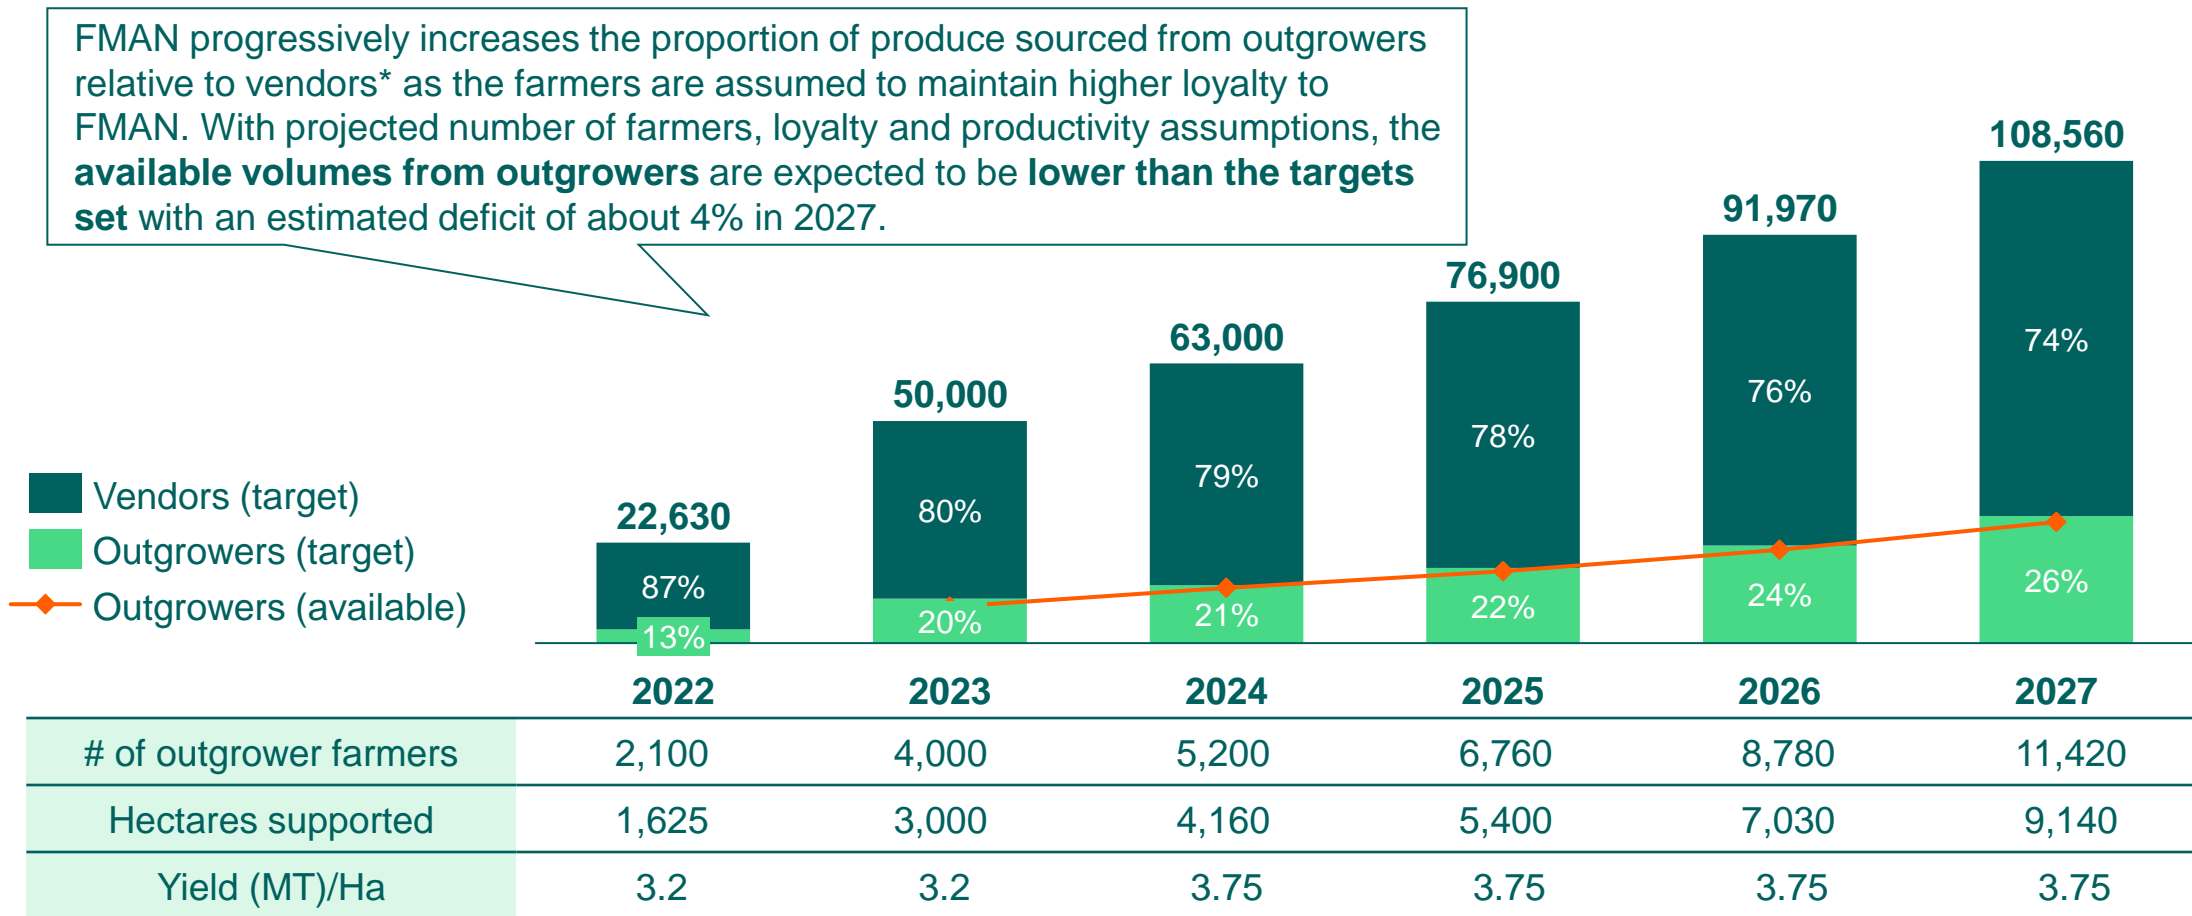 FMAN progressively increases the proportion of produce sourced from outgrowers
relative to vendors* as the farmers are assumed to maintain higher loyalty to
FMAN. With projected number of farmers, loyalty and productivity assumptions, the
available volumes from outgrowers are expected to be lower than the targets
set with an estimated deficit of about 4% in 2027.
108,560
91,970
76,900
63,000
50,000
22,630
74%
76%
78%
79%
80%
87%
26%
24%
22%
21%
20%
13%
Vendors (target)
Outgrowers (target)
Outgrowers (available)
2022 2023 2024 2025 2026 2027
# of outgrower farmers 2,100 4,000 5,200 6,760 8,780 11,420
Hectares supported 1,625 3,000 4,160 5,400 7,030 9,140
Yield (MT)/Ha 3.2 3.2 3.75 3.75 3.75 3.75